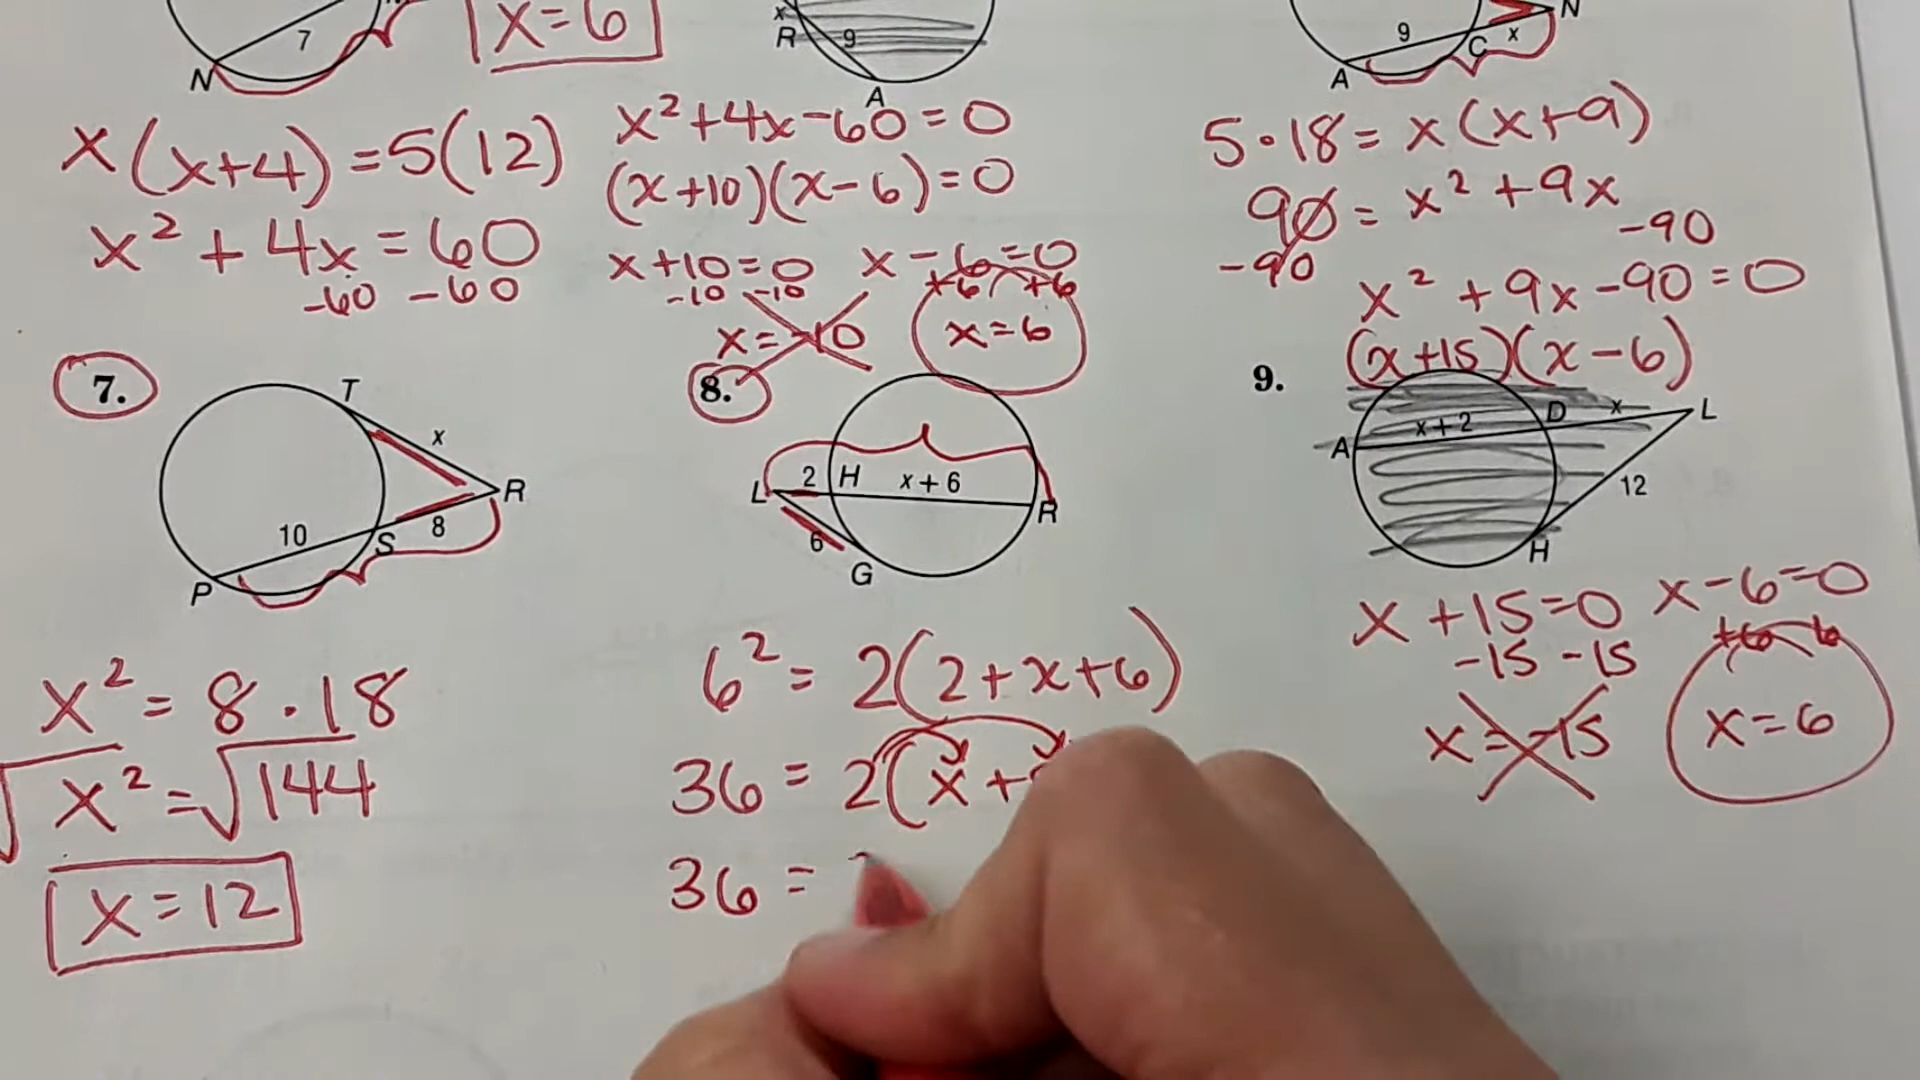 7
x = 6
N
x
R
9
A
9
C
x
N
A
x(x+4) = 5(12)
x² + 4x = 60
-60 -60
x² + 4x - 60 = 0
(x+10)(x-6) = 0
x + 10 = 0 x - 6 = 0
-10 -10 +6 +6
x = -10 x = 6
5 · 18 = x(x+9)
90 = x² + 9x
-90 -90
x² + 9x - 90 = 0
(x+15)(x-6)
7.
T
x
R
10
S
8
P
x² = 8 · 18
√x² = √144
x = 12
8.
L
2
H
x + 6
R
6
G
6² = 2(2+x+6)
36 = 2(x +
36 =
9.
A
x + 2
D
x
L
12
H
x + 15 = 0 x - 6 = 0
-15 -15 +6 6
x = -15 x = 6